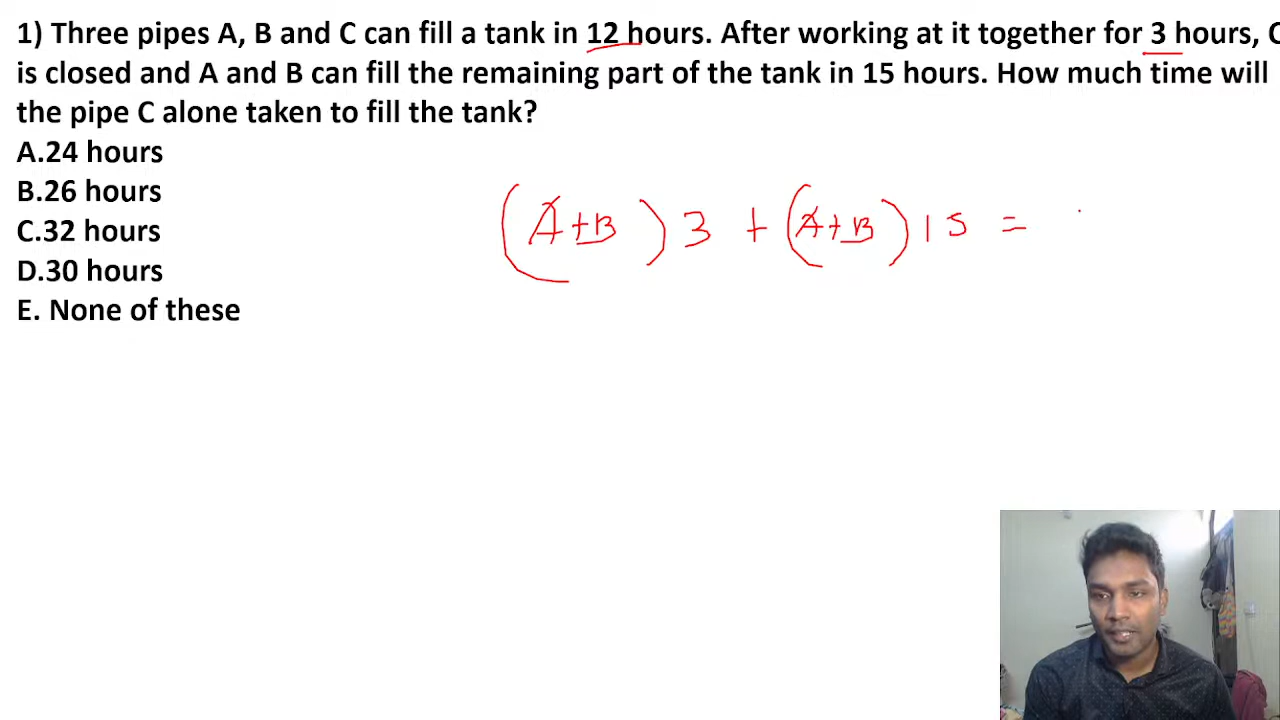 1) Three pipes A, B and C can fill a tank in 12 hours. After working at it together for 3 hours, C
is closed and A and B can fill the remaining part of the tank in 15 hours. How much time will
the pipe C alone taken to fill the tank?
A.24 hours
B.26 hours
C.32 hours
D.30 hours
E. None of these
(A+B) 3 + (A+B) 15 =